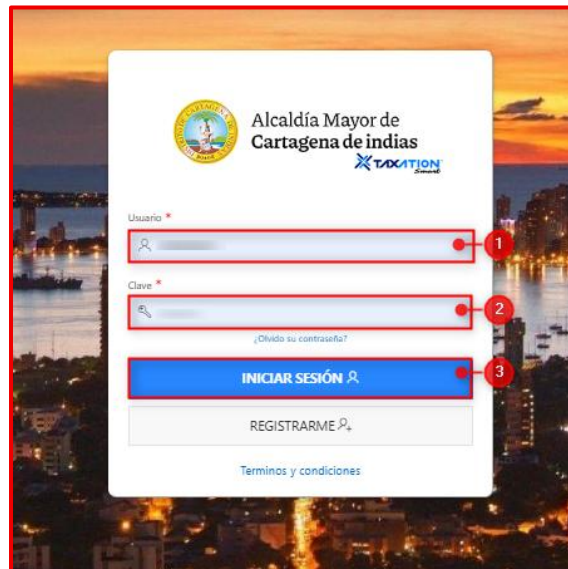 Alcaldía Mayor de
Cartagena de indias
TAXATION
Smart
Usuario *
1
Clave *
2
¿Olvido su contraseña?
INICIAR SESIÓN
3
REGISTRARME
Terminos y condiciones